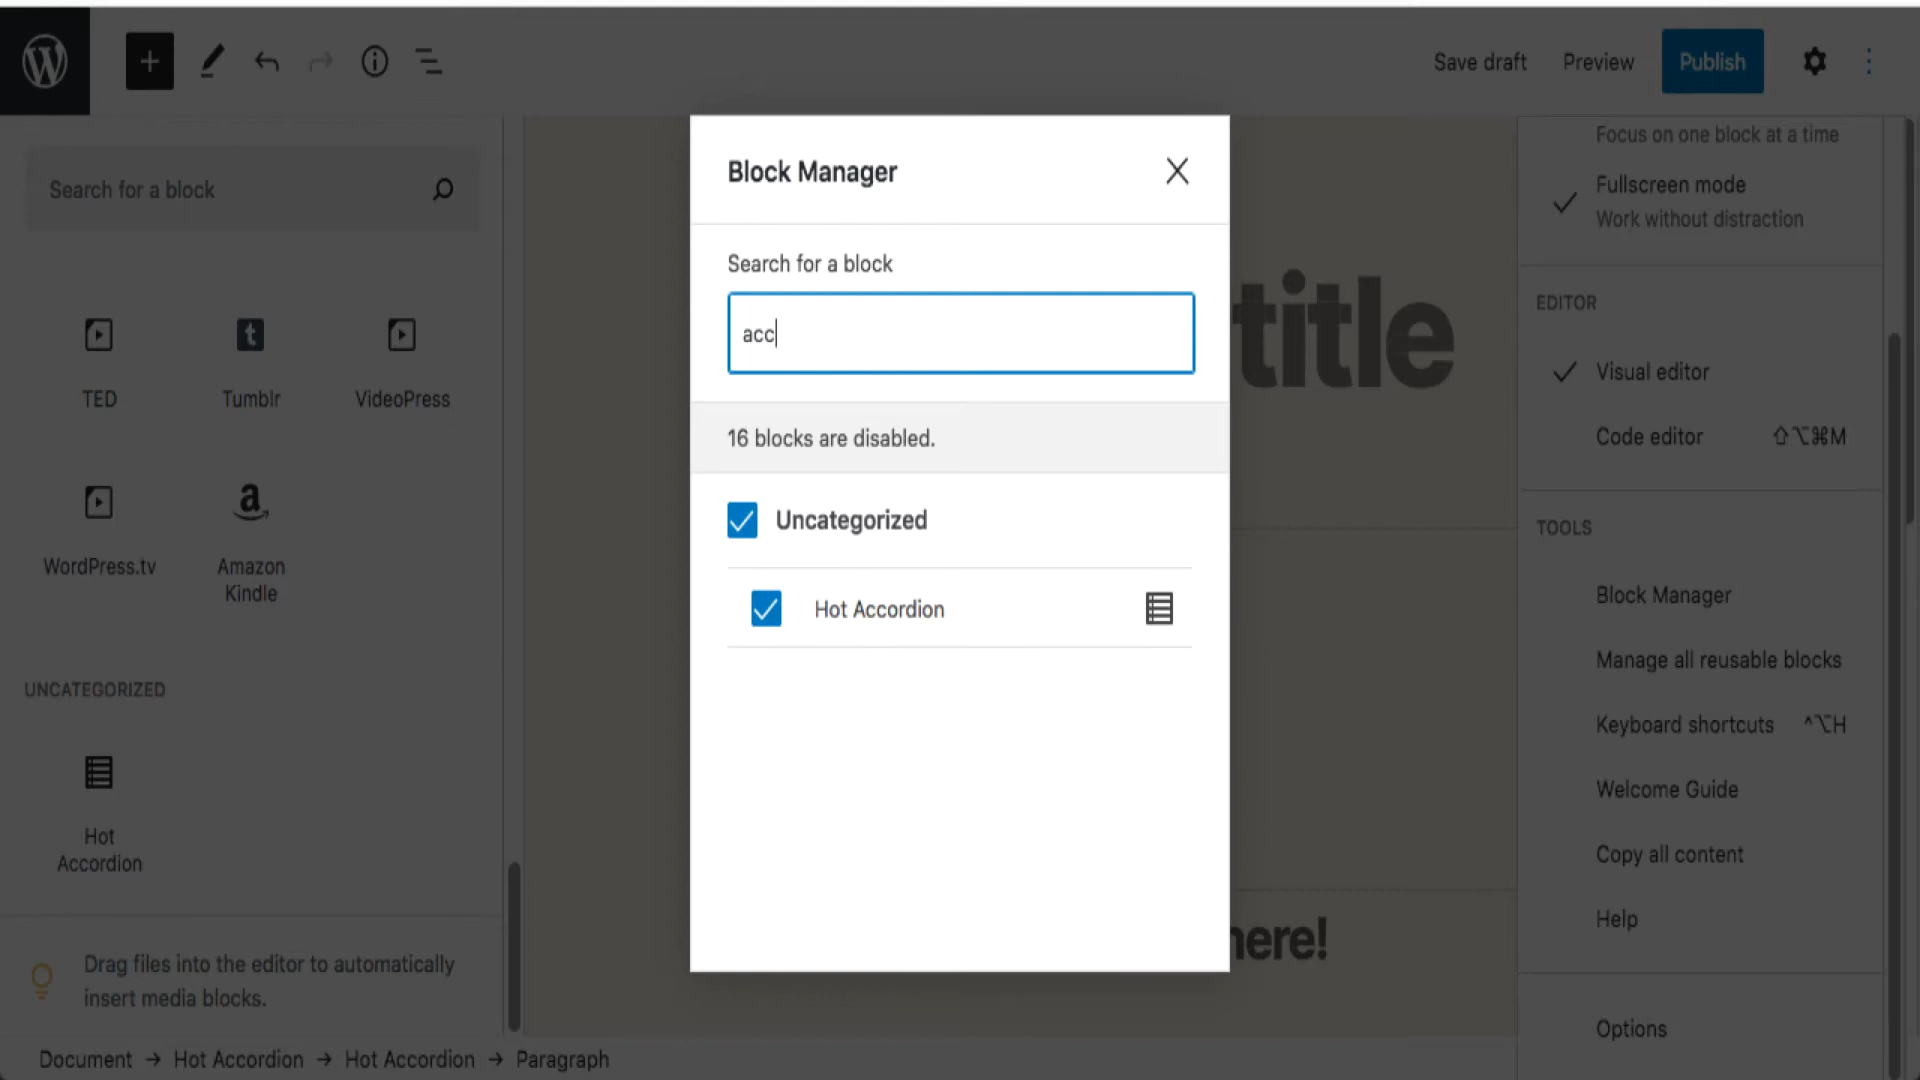 Save draft
Preview
Publish
Search for a block
TED
Tumblr
VideoPress
WordPress.tv
Amazon
Kindle
UNCATEGORIZED
Hot
Accordion
Drag files into the editor to automatically
insert media blocks.
Document → Hot Accordion → Hot Accordion → Paragraph
title
here!
Block Manager
Search for a block
acc
16 blocks are disabled.
Uncategorized
Hot Accordion
Focus on one block at a time
Fullscreen mode
Work without distraction
EDITOR
Visual editor
Code editor ⇧⌥⌘M
TOOLS
Block Manager
Manage all reusable blocks
Keyboard shortcuts ^⌥H
Welcome Guide
Copy all content
Help
Options